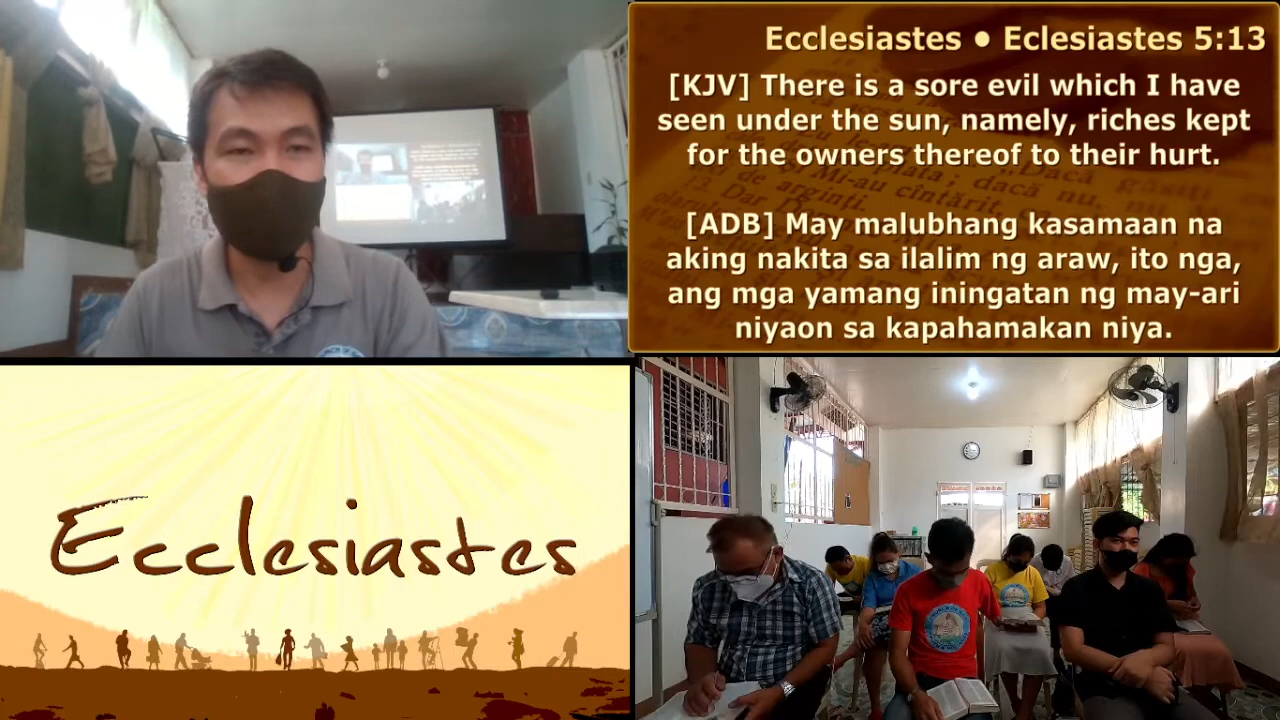 Ecclesiastes • Eclesiastes 5:13
[KJV] There is a sore evil which I have
seen under the sun, namely, riches kept
for the owners thereof to their hurt.
[ADB] May malubhang kasamaan na
aking nakita sa ilalim ng araw, ito nga,
ang mga yamang iningatan ng may-ari
niyaon sa kapahamakan niya.
Ecclesiastes